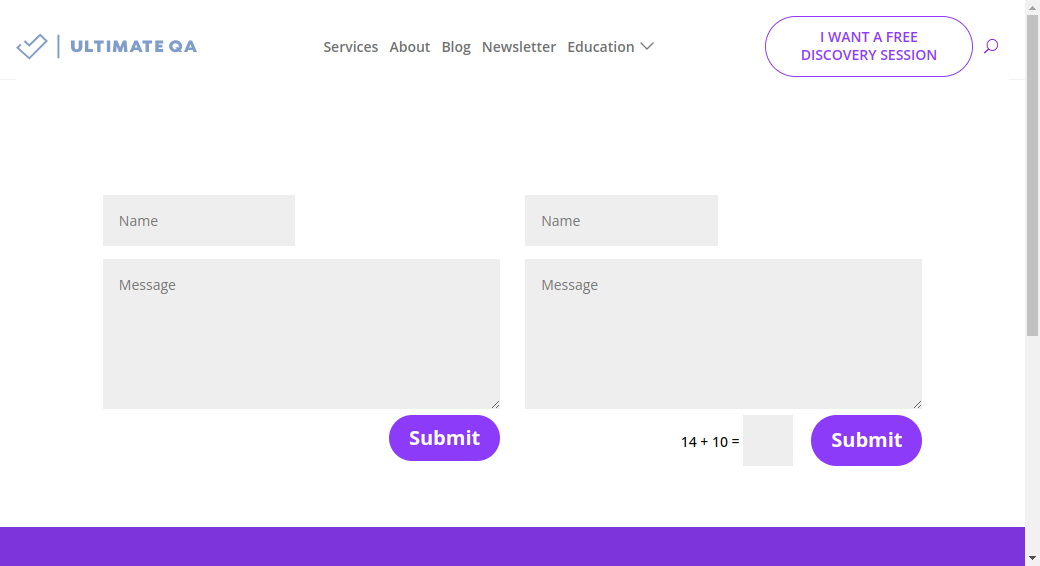 ULTIMATE QA
Services About Blog Newsletter Education
I WANT A FREE
DISCOVERY SESSION
Name
Message
Submit
Name
Message
14 + 10 =
Submit